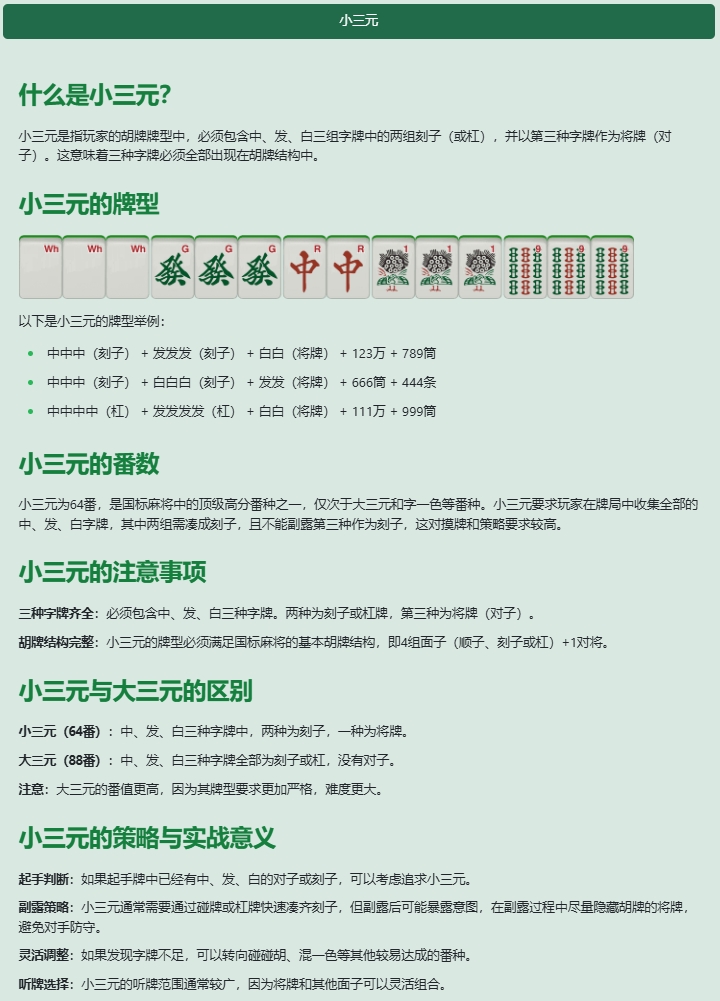 小三元
什么是小三元?
小三元是指玩家的胡牌牌型中，必须包含中、发、白三组字牌中的两组刻子（或杠），并以第三种字牌作为将牌（对
子）。这意味着三种字牌必须全部出现在胡牌结构中。
小三元的牌型
Wh Wh Wh G發 G發 G發 R中 R中 1 1 1 9 9 9
以下是小三元的牌型举例：
中中中（刻子） + 发发发（刻子） + 白白（将牌） + 123万 + 789筒
中中中（刻子） + 白白白（刻子） + 发发（将牌） + 666筒 + 444条
中中中中（杠） + 发发发发（杠） + 白白（将牌） + 111万 + 999筒
小三元的番数
小三元为64番，是国标麻将中的顶级高分番种之一，仅次于大三元和字一色等番种。小三元要求玩家在牌局中收集全部的
中、发、白字牌，其中两组需凑成刻子，且不能副露第三种作为刻子，这对摸牌和策略要求较高。
小三元的注意事项
三种字牌齐全：必须包含中、发、白三种字牌。两种为刻子或杠牌，第三种为将牌（对子）。
胡牌结构完整：小三元的牌型必须满足国标麻将的基本胡牌结构，即4组面子（顺子、刻子或杠）+1对将。
小三元与大三元的区别
小三元（64番）：中、发、白三种字牌中，两种为刻子，一种为将牌。
大三元（88番）：中、发、白三种字牌全部为刻子或杠，没有对子。
注意：大三元的番值更高，因为其牌型要求更加严格，难度更大。
小三元的策略与实战意义
起手判断：如果起手牌中已经有中、发、白的对子或刻子，可以考虑追求小三元。
副露策略：小三元通常需要通过碰牌或杠牌快速凑齐刻子，但副露后可能暴露意图，在副露过程中尽量隐藏胡牌的将牌，
避免对手防守。
灵活调整：如果发现字牌不足，可以转向碰碰胡、混一色等其他较易达成的番种。
听牌选择：小三元的听牌范围通常较广，因为将牌和其他面子可以灵活组合。